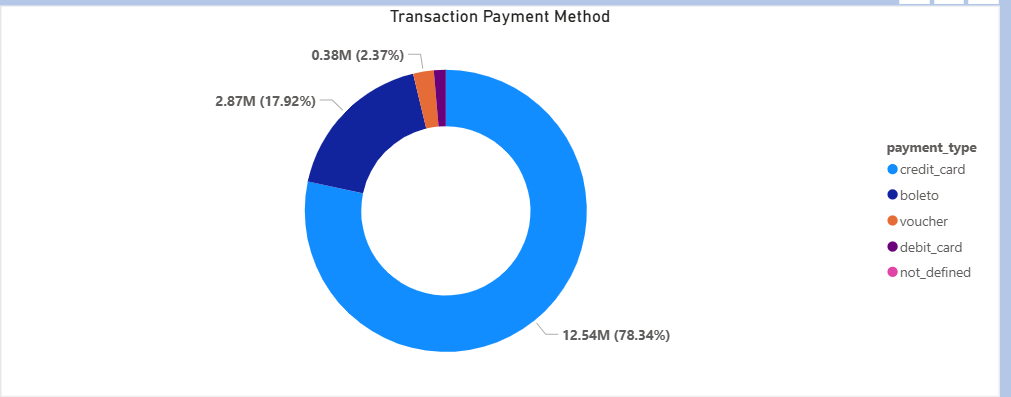 Transaction Payment Method
0.38M (2.37%)
2.87M (17.92%)
12.54M (78.34%)
payment_type
credit_card
boleto
voucher
debit_card
not_defined